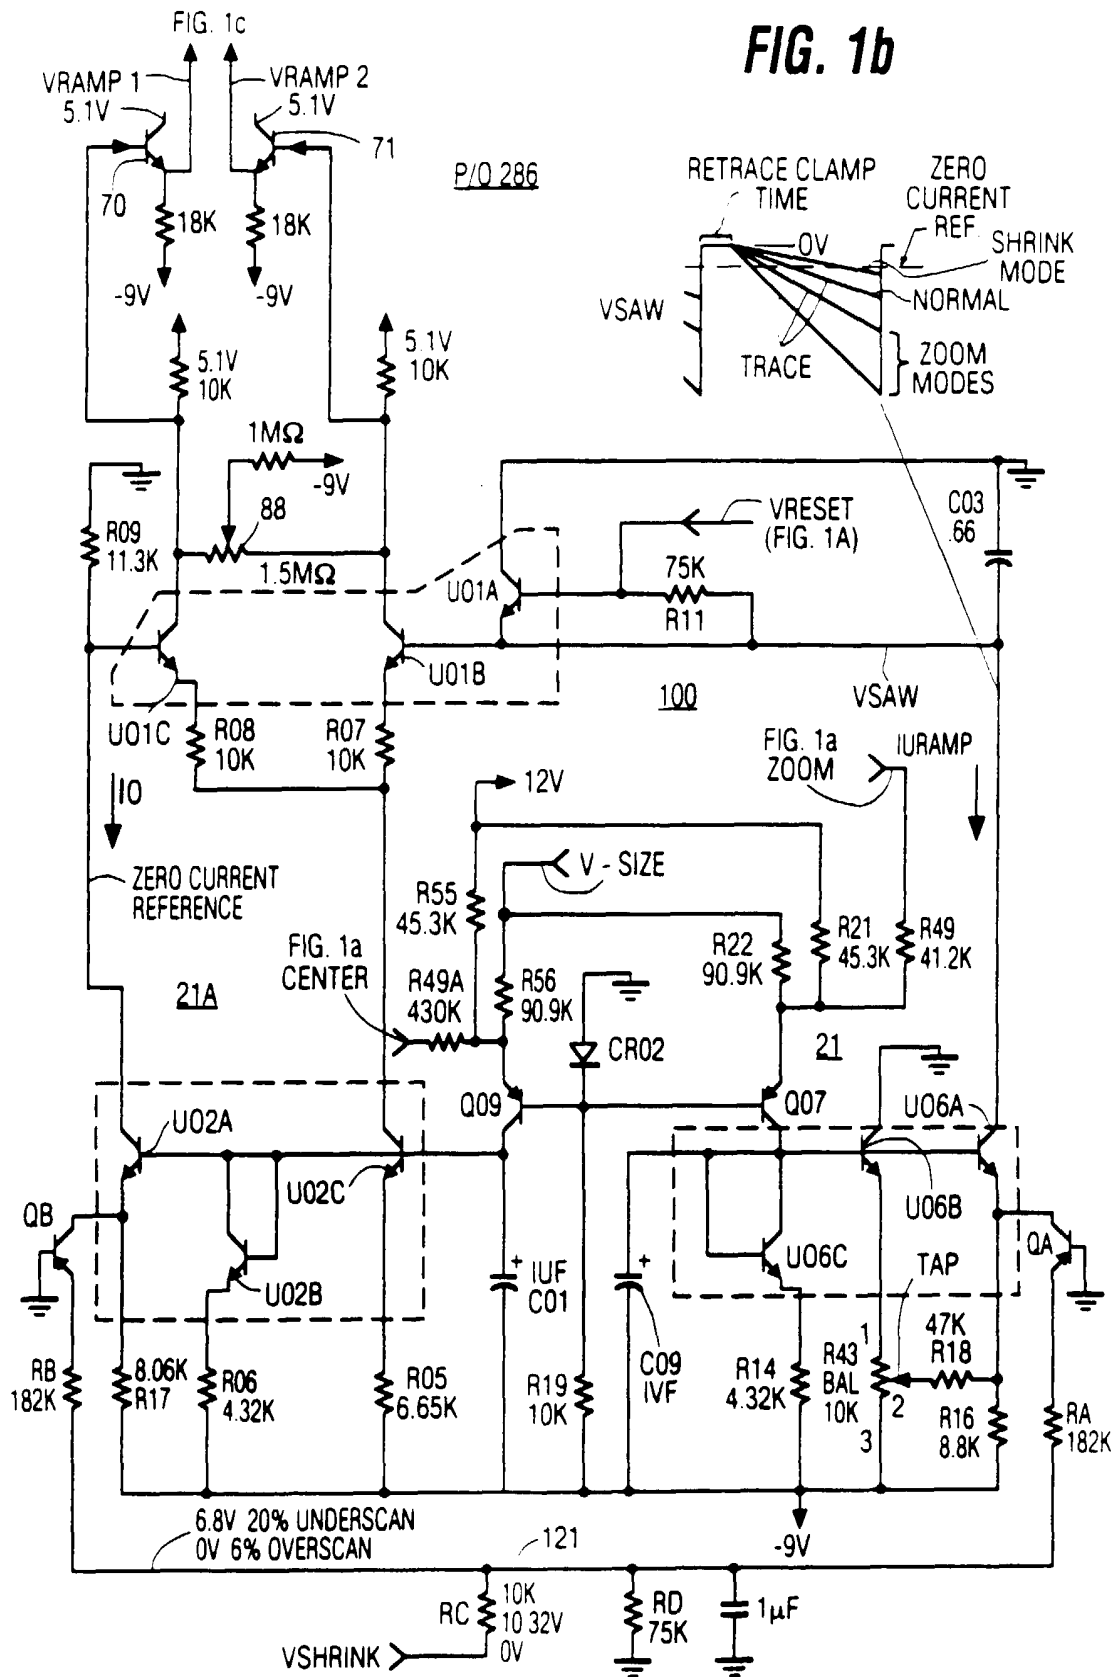 FIG. 1b
FIG. 1c
VRAMP 1
5.1V
VRAMP 2
5.1V
70
71
P/O 286
18K
18K
-9V
-9V
RETRACE CLAMP
TIME
ZERO
CURRENT
REF.
0V
SHRINK
MODE
NORMAL
VSAW
TRACE
ZOOM
MODES
5.1V
10K
5.1V
10K
1MΩ
-9V
88
1.5MΩ
R09
11.3K
VRESET
(FIG. 1A)
C03
.66
75K
R11
U01A
U01B
U01C
100
VSAW
R08
10K
R07
10K
IO
FIG. 1a
ZOOM
IURAMP
12V
V - SIZE
ZERO CURRENT
REFERENCE
R55
45.3K
R21
45.3K
R49
41.2K
R22
90.9K
FIG. 1a
CENTER
R49A
430K
R56
90.9K
21A
CR02
21
Q09
Q07
U06A
U02A
U02C
U06B
QB
U02B
U06C
QA
TAP
1UF
C01
C09
IVF
47K
R18
1
R43
BAL
10K
2
3
RB
182K
8.06K
R17
R06
4.32K
R05
6.65K
R19
10K
R14
4.32K
R16
8.8K
RA
182K
6.8V 20% UNDERSCAN
0V 6% OVERSCAN
121
-9V
RC
10K
10 32V
0V
RD
75K
1μF
VSHRINK